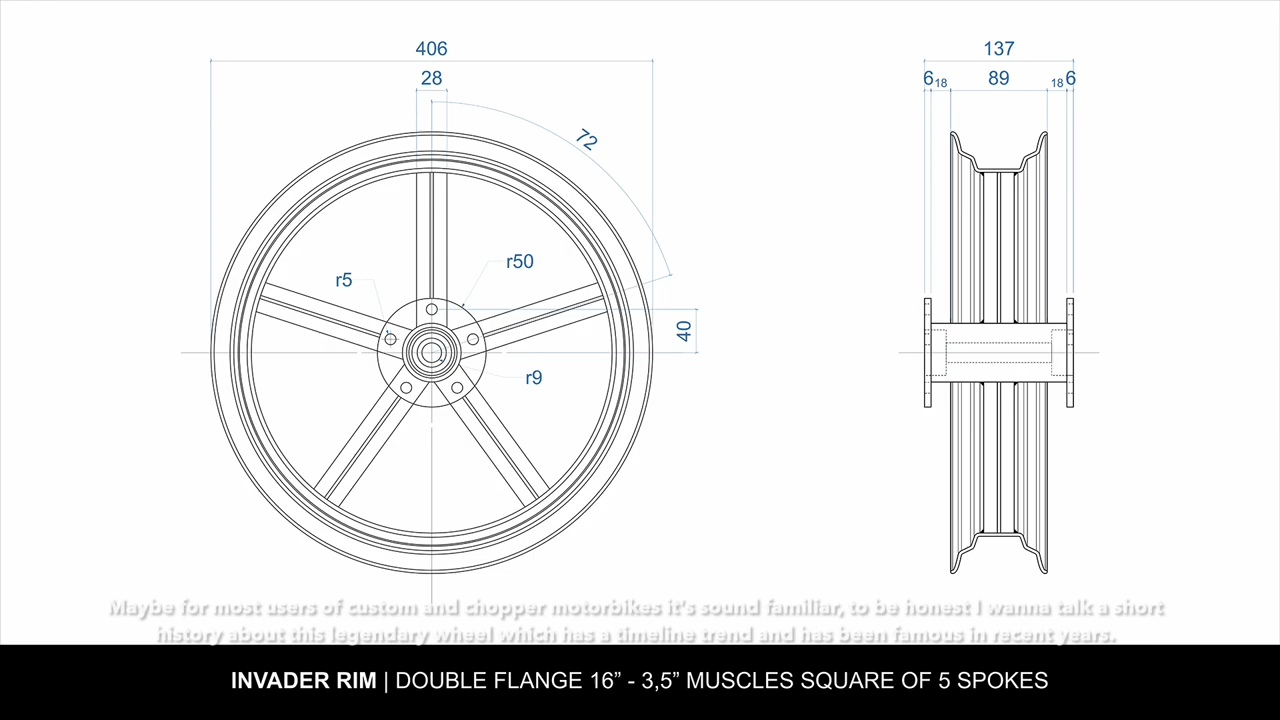 406
137
28
6 18 89 18 6
72
r50
r5
40
r9
Maybe for most users of custom and chopper motorbikes it's sound familiar, to be honest I wanna talk a short
history about this legendary wheel which has a timeline trend and has been famous in recent years.
INVADER RIM | DOUBLE FLANGE 16” - 3,5” MUSCLES SQUARE OF 5 SPOKES